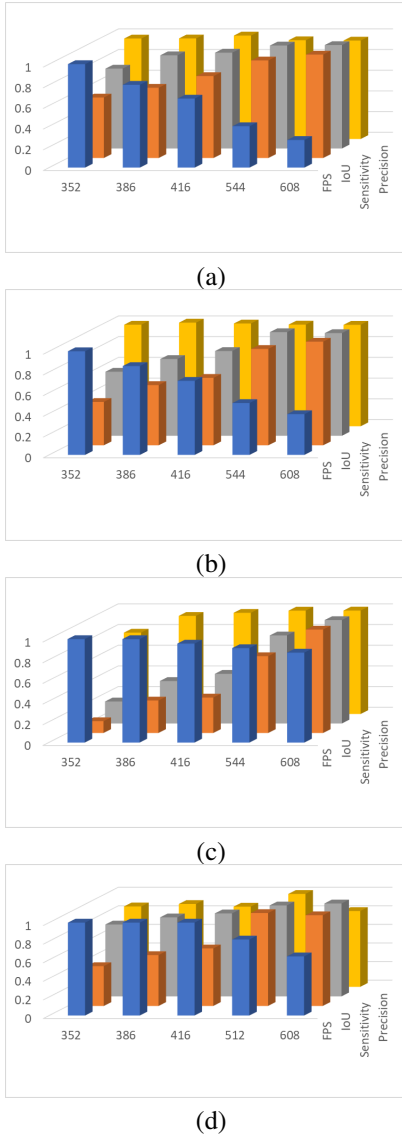 1
0.8
0.6
0.4
0.2
0
352 386 416 544 608
FPS
IoU
Sensitivity
Precision
(a)
1
0.8
0.6
0.4
0.2
0
352 386 416 544 608
FPS
IoU
Sensitivity
Precision
(b)
1
0.8
0.6
0.4
0.2
0
352 386 416 544 608
FPS
IoU
Sensitivity
Precision
(c)
1
0.8
0.6
0.4
0.2
0
352 386 416 512 608
FPS
IoU
Sensitivity
Precision
(d)